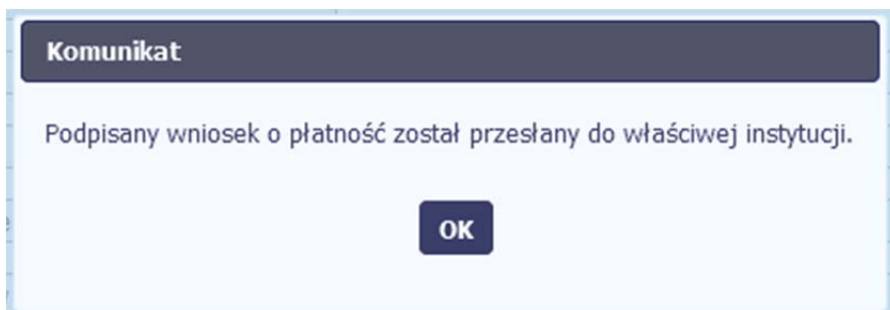 Komunikat
Podpisany wniosek o płatność został przesłany do właściwej instytucji.
OK